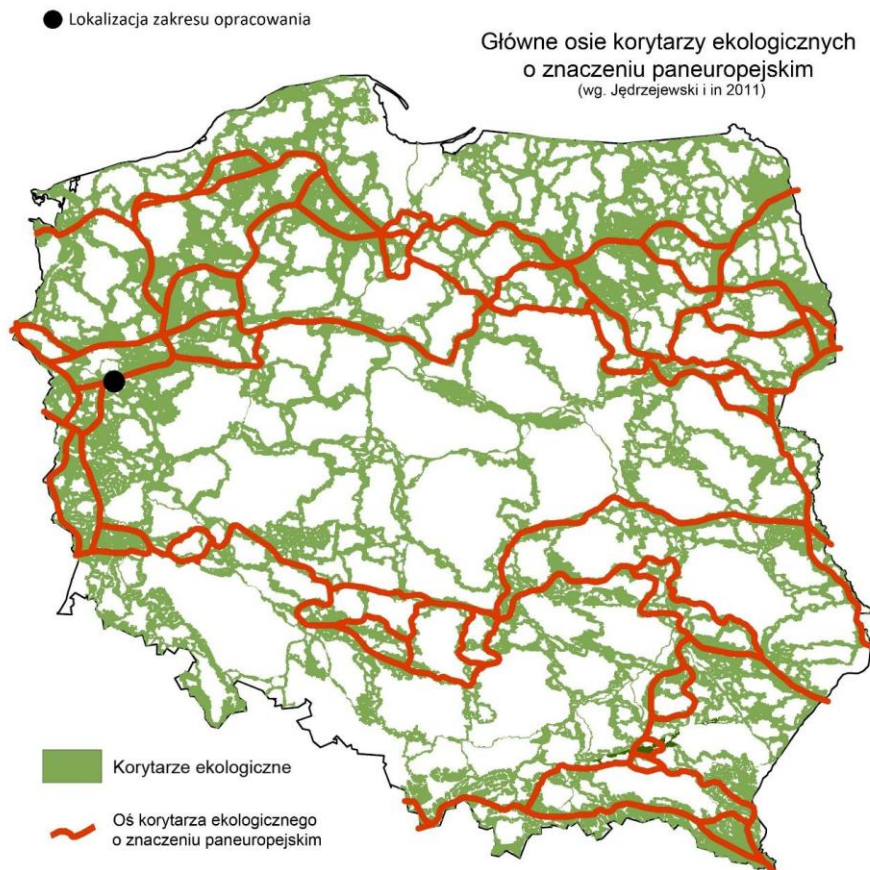 Lokalizacja zakresu opracowania
Główne osie korytarzy ekologicznych
o znaczeniu paneuropejskim
(wg. Jędrzejewski i in 2011)
Korytarze ekologiczne
Oś korytarza ekologicznego
o znaczeniu paneuropejskim